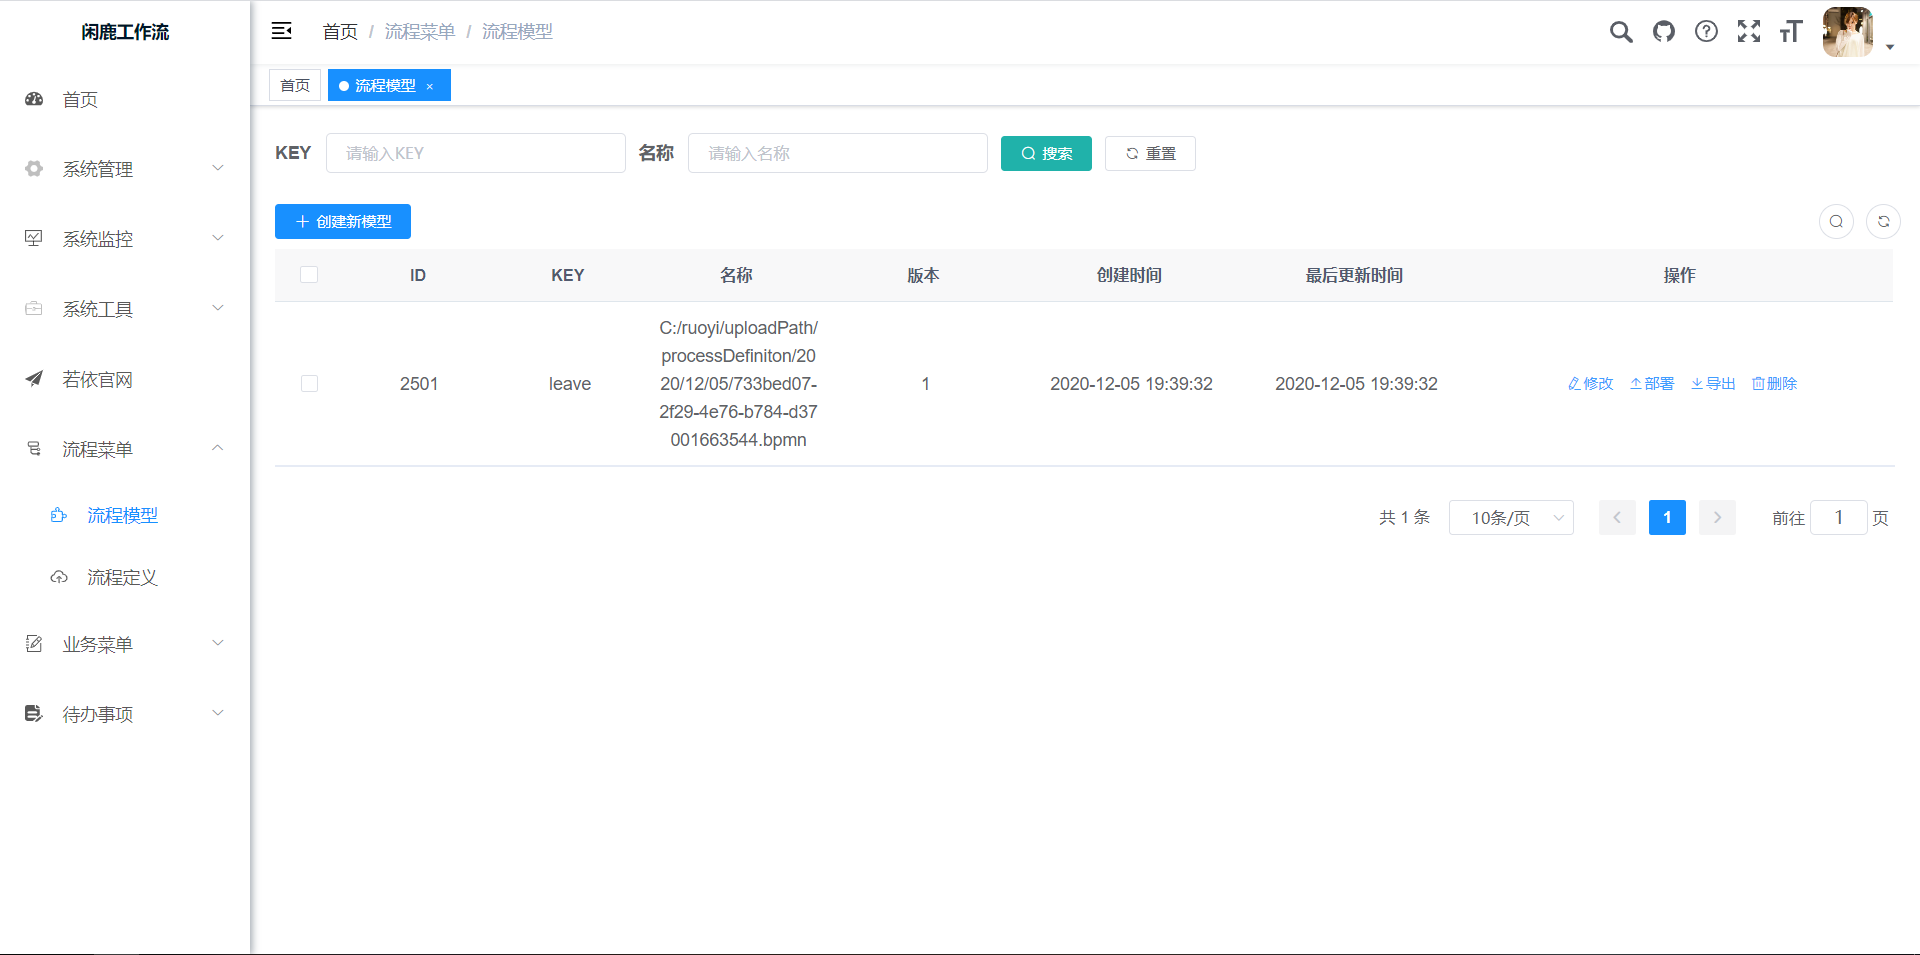 闲鹿工作流
首页
系统管理
系统监控
系统工具
若依官网
流程菜单
流程模型
流程定义
业务菜单
待办事项
首页 / 流程菜单 / 流程模型
首页 流程模型 ×
KEY 请输入KEY 名称 请输入名称 搜索 重置
创建新模型
ID KEY 名称 版本 创建时间 最后更新时间 操作
C:/ruoyi/uploadPath/
processDefiniton/20
2501 leave 20/12/05/733bed07- 1 2020-12-05 19:39:32 2020-12-05 19:39:32 修改 部署 导出 删除
2f29-4e76-b784-d37
001663544.bpmn
共 1 条 10条/页 1 前往 1 页